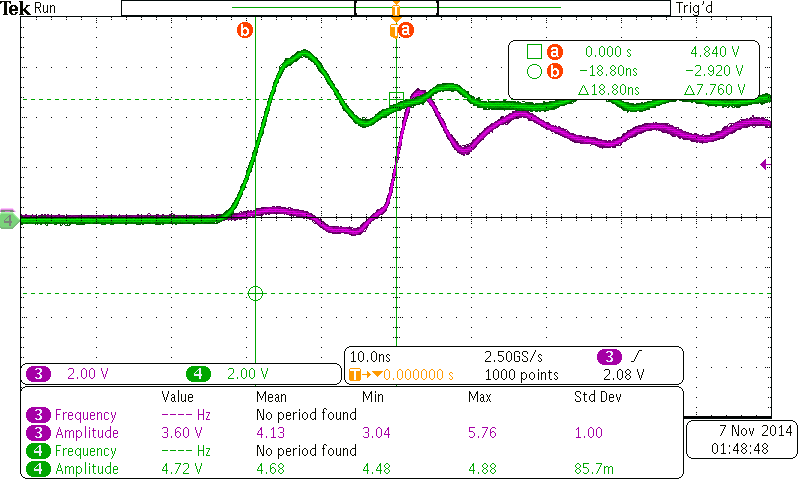 Tek Run T Trig'd
b T a
a 0.000 s 4.840 V
b −18.80ns −2.920 V
△18.80ns △7.760 V
4
10.0ns 2.50GS/s 3
3 2.00 V 4 2.00 V T→▼0.000000 s 1000 points 2.08 V
Value Mean Min Max Std Dev
3 Frequency ---- Hz No period found
3 Amplitude 3.60 V 4.13 3.04 5.76 1.00
4 Frequency ---- Hz No period found
4 Amplitude 4.72 V 4.68 4.48 4.88 85.7m
7 Nov 2014
01:48:48